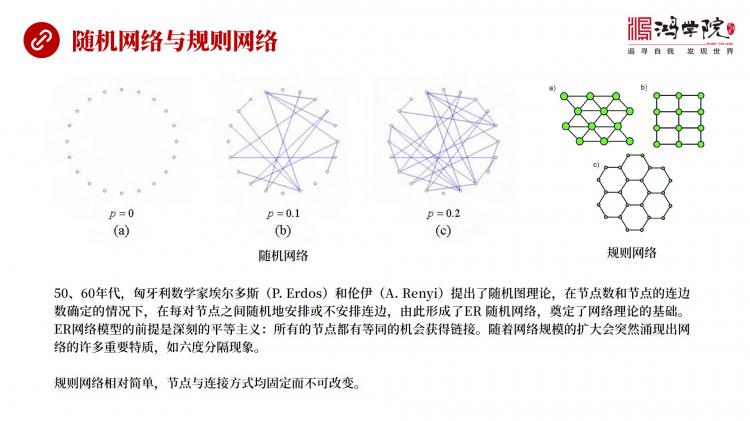 随机网络与规则网络
鸿学院
HONG COLLEGE
追寻自我 发现世界
a)
b)
c)
p = 0
p = 0.1
p = 0.2
(a)
(b)
(c)
随机网络
规则网络
50、60年代，匈牙利数学家埃尔多斯（P. Erdos）和伦伊（A. Renyi）提出了随机图理论，在节点数和节点的连边
数确定的情况下，在每对节点之间随机地安排或不安排连边，由此形成了ER 随机网络，奠定了网络理论的基础。
ER网络模型的前提是深刻的平等主义：所有的节点都有等同的机会获得链接。随着网络规模的扩大会突然涌现出网
络的许多重要特质，如六度分隔现象。
规则网络相对简单，节点与连接方式均固定而不可改变。